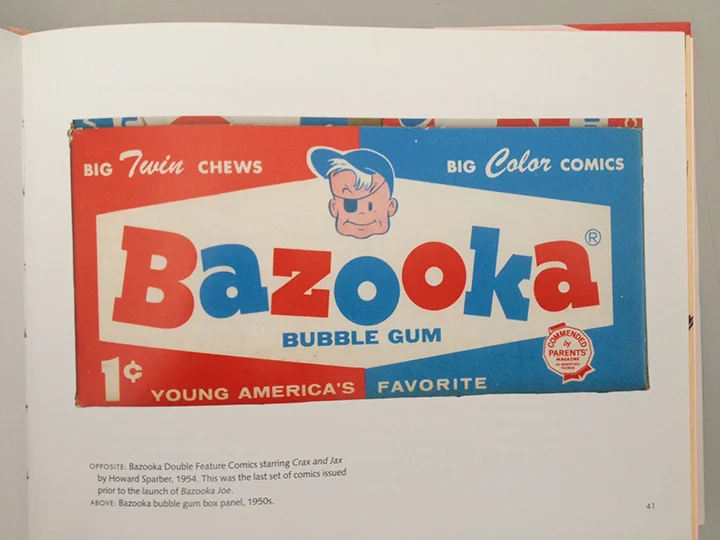 BIG Twin CHEWS
BIG Color COMICS
Bazooka®
BUBBLE GUM
COMMENDED
by
PARENTS'
MAGAZINE
1¢ YOUNG AMERICA'S FAVORITE
OPPOSITE: Bazooka Double Feature Comics starring Crax and Jax
by Howard Sparber, 1954. This was the last set of comics issued
prior to the launch of Bazooka Joe.
ABOVE: Bazooka bubble gum box panel, 1950s.
41